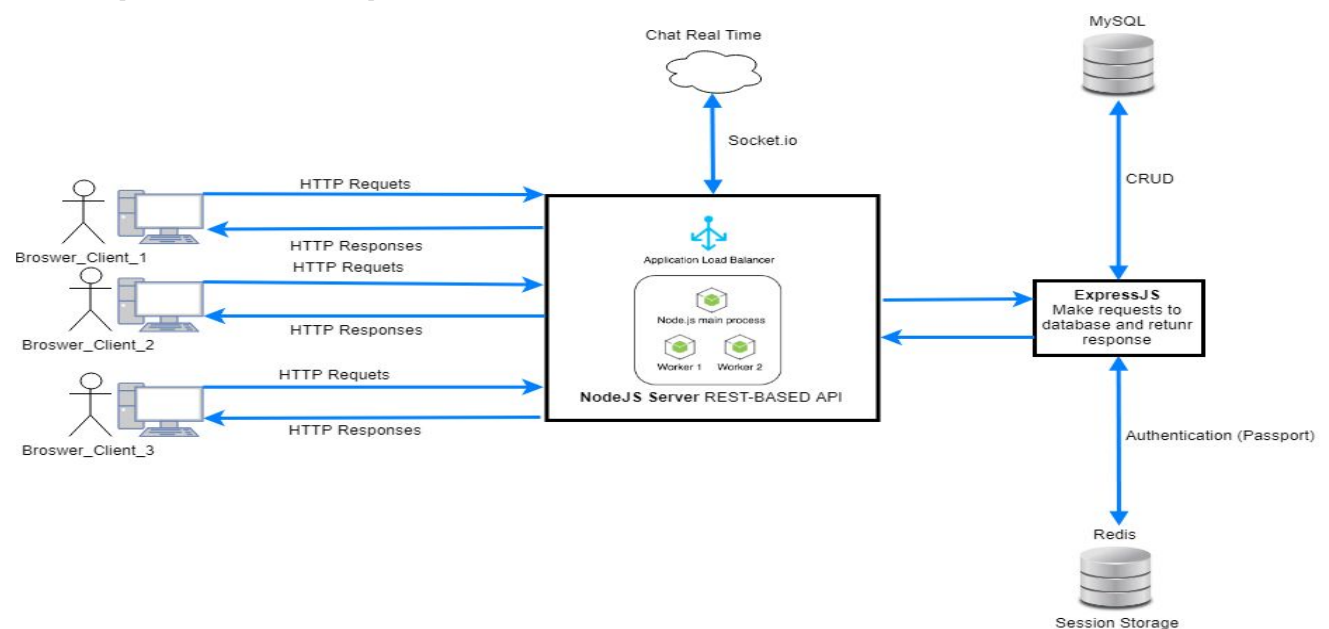 Chat Real Time
MySQL
Socket.io
CRUD
HTTP Requets
HTTP Responses
Broswer_Client_1
HTTP Requets
HTTP Responses
Broswer_Client_2
HTTP Requets
HTTP Responses
Broswer_Client_3
Application Load Balancer
Node.js main process
Worker 1
Worker 2
NodeJS Server REST-BASED API
ExpressJS
Make requests to
database and retunr
response
Authentication (Passport)
Redis
Session Storage